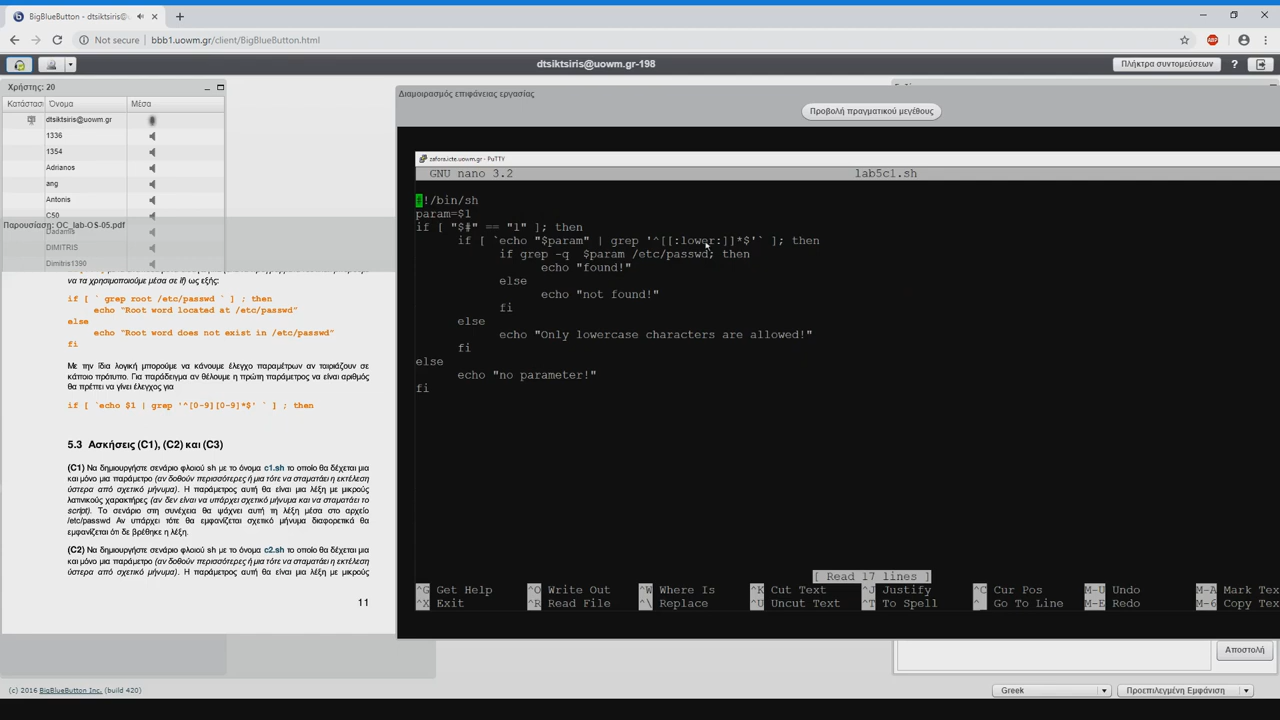 BigBlueButton - dtsiktsiris@
Not secure | bbb1.uowm.gr/client/BigBlueButton.html
ABP
dtsiktsiris@uowm.gr-198
Πλήκτρα συντομεύσεων
?
Χρήστης: 20
Κατάστασ Όνομα Μέσα
dtsiktsiris@uowm.gr
1336
1354
Adrianos
ang
Antonis
C50
Παρουσίαση: OC_lab-OS-05.pdf
Dadamis
DIMITRIS
Dimitris1390
να τα χρησιμοποιούμε μέσα σε if) ως εξής:
if [ ` grep root /etc/passwd ` ] ; then
echo "Root word located at /etc/passwd"
else
echo "Root word does not exist in /etc/passwd"
fi
Με την ίδια λογική μπορούμε να κάνουμε έλεγχο παραμέτρων αν ταιριάζουν σε
κάποιο πρότυπο. Για παράδειγμα αν θέλουμε η πρώτη παράμετρος να είναι αριθμός
θα πρέπει να γίνει έλεγχος για
if [ `echo $1 | grep '^[0-9][0-9]*$' ` ] ; then
5.3 Ασκήσεις (C1), (C2) και (C3)
(C1) Να δημιουργήστε σενάριο φλοιού sh με το όνομα c1.sh το οποίο θα δέχεται μια
και μόνο μια παράμετρο (αν δοθούν περισσότερες ή μια τότε να σταματάει η εκτέλεση
ύστερα από σχετικό μήνυμα). Η παράμετρος αυτή θα είναι μια λέξη με μικρούς
λατινικούς χαρακτήρες (αν δεν είναι να υπάρχει σχετικό μήνυμα και να σταματάει το
script). Το σενάριο στη συνέχεια θα ψάχνει αυτή τη λέξη μέσα στο αρχείο
/etc/passwd Αν υπάρχει τότε θα εμφανίζεται σχετικό μήνυμα διαφορετικά θα
εμφανίζεται ότι δε βρέθηκε η λέξη.
(C2) Να δημιουργήστε σενάριο φλοιού sh με το όνομα c2.sh το οποίο θα δέχεται μια
και μόνο μια παράμετρο (αν δοθούν περισσότερες ή μια τότε να σταματάει η εκτέλεση
ύστερα από σχετικό μήνυμα). Η παράμετρος αυτή θα είναι μια λέξη με μικρούς
11
Διαμοιρασμός επιφάνειας εργασίας
Προβολή πραγματικού μεγέθους
zafora.icte.uowm.gr - PuTTY
GNU nano 3.2 lab5c1.sh
#!/bin/sh
param=$1
if [ "$#" == "1" ]; then
if [ `echo "$param" | grep '^[[:lower:]]*$'` ]; then
if grep -q $param /etc/passwd; then
echo "found!"
else
echo "not found!"
fi
else
echo "Only lowercase characters are allowed!"
fi
else
echo "no parameter!"
fi
[ Read 17 lines ]
^G Get Help ^O Write Out ^W Where Is ^K Cut Text ^J Justify ^C Cur Pos M-U Undo M-A Mark Tex
^X Exit ^R Read File ^\ Replace ^U Uncut Text ^T To Spell ^_ Go To Line M-E Redo M-6 Copy Tex
Αποστολή
(c) 2016 BigBlueButton Inc. (build 420)
Greek Προεπιλεγμένη Εμφάνιση